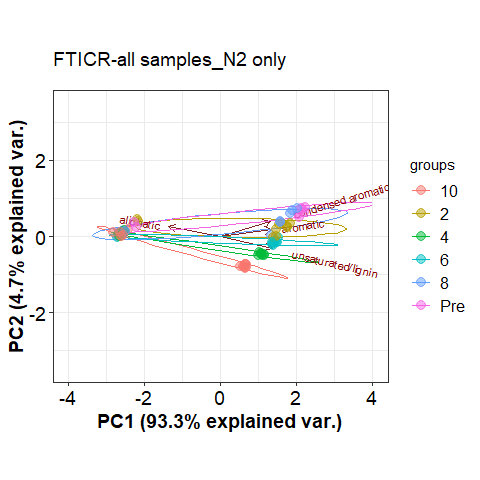 FTICR-all samples_N2 only
PC2 (4.7% explained var.)
2
0
-2
aliphatic
condensed aromatic
aromatic
unsaturated/lignin
-4
-2
0
2
4
PC1 (93.3% explained var.)
groups
10
2
4
6
8
Pre